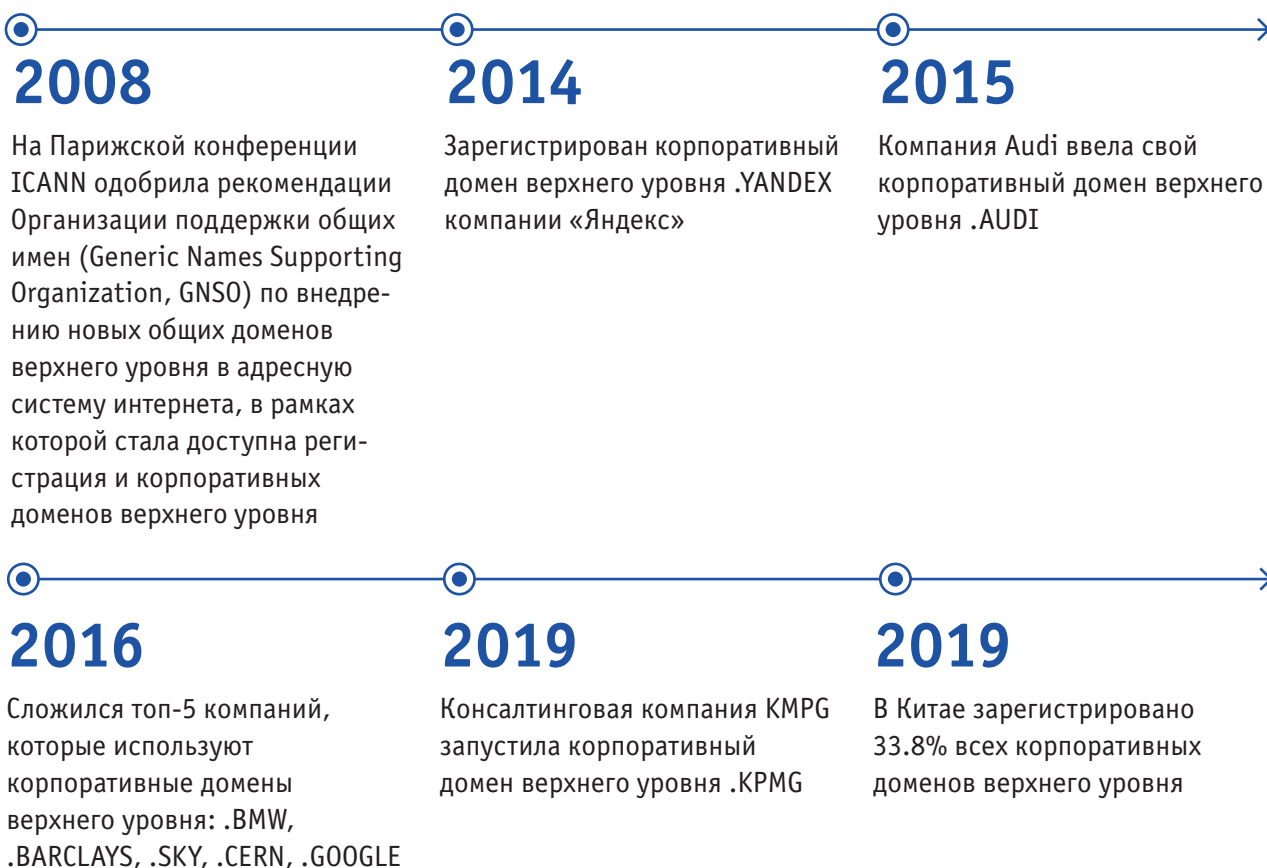 2008
На Парижской конференции
ICANN одобрила рекомендации
Организации поддержки общих
имен (Generic Names Supporting
Organization, GNSO) по внедре-
нию новых общих доменов
верхнего уровня в адресную
систему интернета, в рамках
которой стала доступна реги-
страция и корпоративных
доменов верхнего уровня
2014
Зарегистрирован корпоративный
домен верхнего уровня .YANDEX
компании «Яндекс»
2015
Компания Audi ввела свой
корпоративный домен верхнего
уровня .AUDI
2016
Сложился топ-5 компаний,
которые используют
корпоративные домены
верхнего уровня: .BMW,
.BARCLAYS, .SKY, .CERN, .GOOGLE
2019
Консалтинговая компания KMPG
запустила корпоративный
домен верхнего уровня .KPMG
2019
В Китае зарегистрировано
33.8% всех корпоративных
доменов верхнего уровня